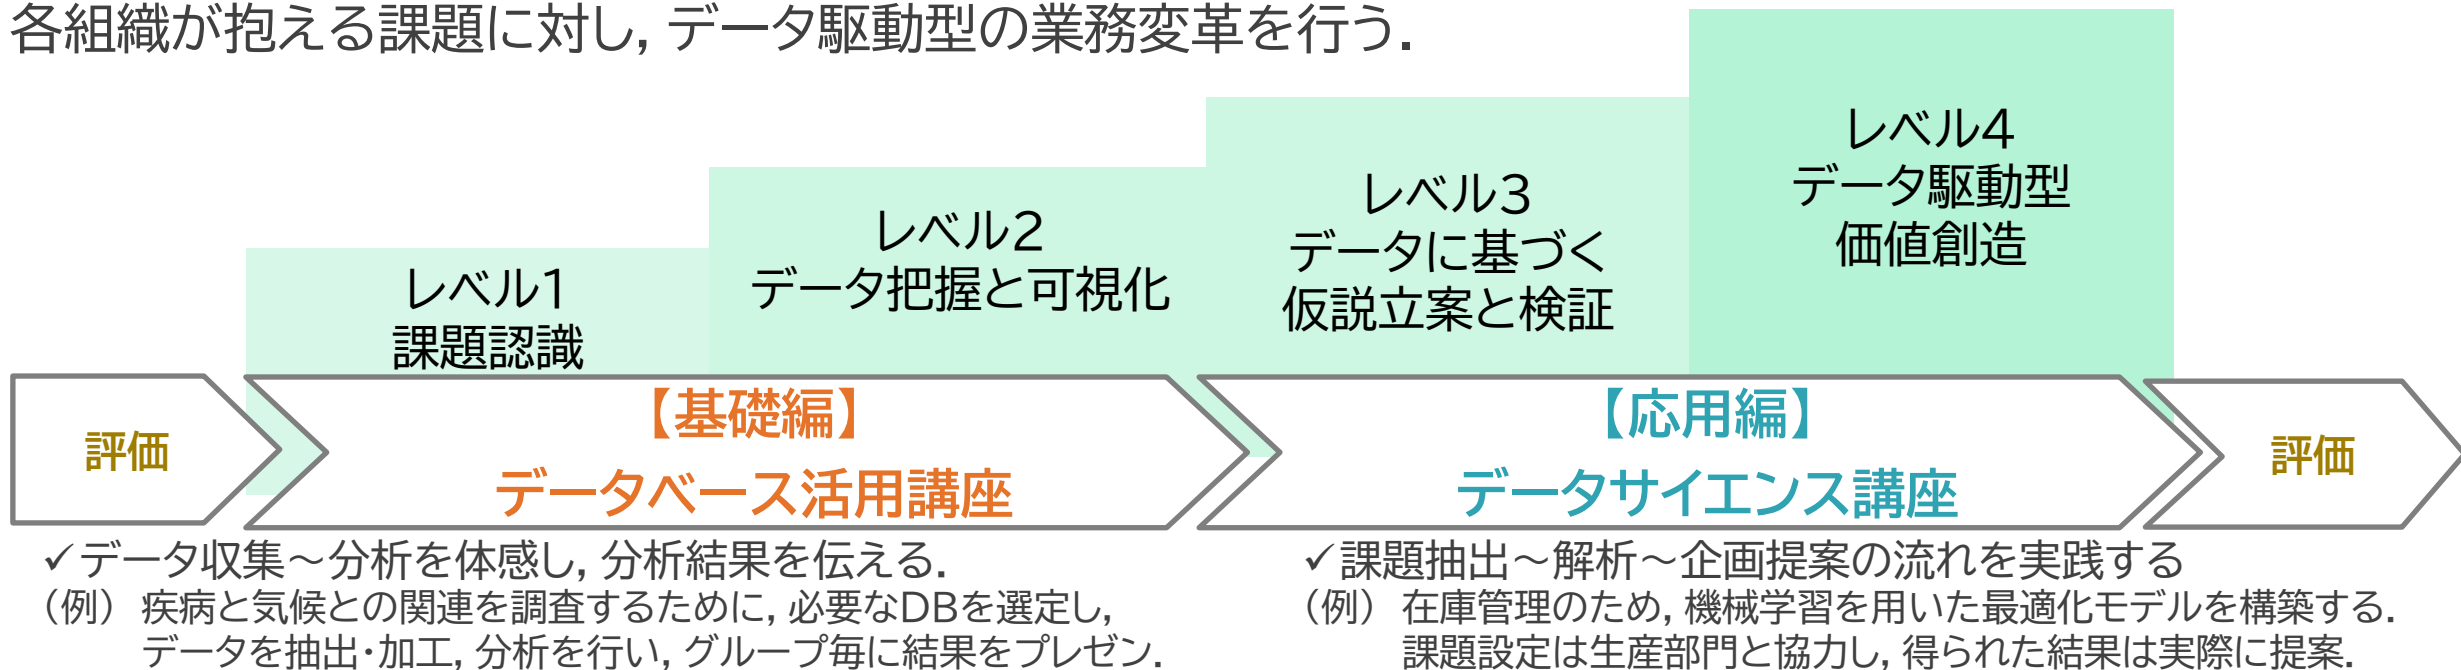 各組織が抱える課題に対し, データ駆動型の業務変革を行う.
レベル1
課題認識
レベル2
データ把握と可視化
レベル3
データに基づく
仮説立案と検証
レベル4
データ駆動型
価値創造
評価
【基礎編】
データベース活用講座
【応用編】
データサイエンス講座
評価
✓データ収集～分析を体感し, 分析結果を伝える.
（例） 疾病と気候との関連を調査するために, 必要なDBを選定し,
データを抽出・加工, 分析を行い, グループ毎に結果をプレゼン.
✓課題抽出～解析～企画提案の流れを実践する
（例） 在庫管理のため, 機械学習を用いた最適化モデルを構築する.
課題設定は生産部門と協力し, 得られた結果は実際に提案.